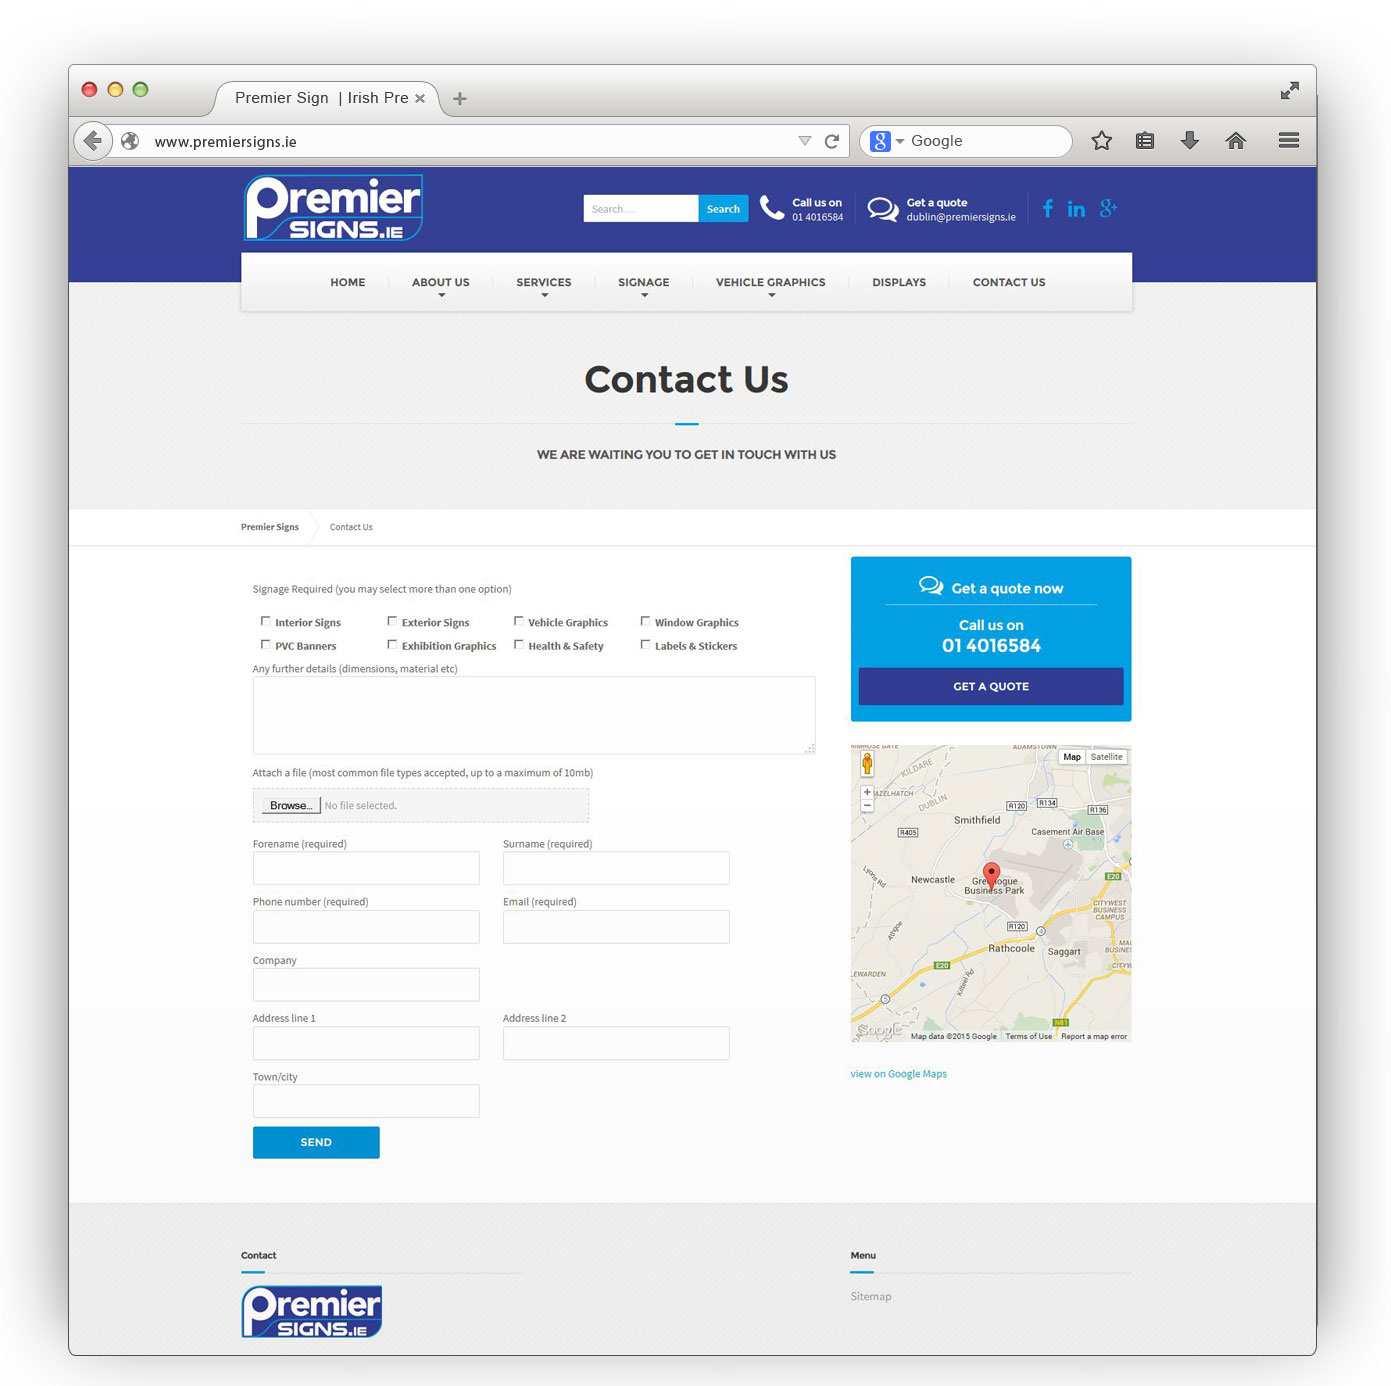 Premier Sign | Irish Pre
www.premiersigns.ie
Google
Premier
SIGNS.IE
Search ...
Search
Call us on
01 4016584
Get a quote
dublin@premiersigns.ie
HOME
ABOUT US
SERVICES
SIGNAGE
VEHICLE GRAPHICS
DISPLAYS
CONTACT US
Contact Us
WE ARE WAITING YOU TO GET IN TOUCH WITH US
Premier Signs
Contact Us
Signage Required (you may select more than one option)
Interior Signs
Exterior Signs
Vehicle Graphics
Window Graphics
PVC Banners
Exhibition Graphics
Health & Safety
Labels & Stickers
Any further details (dimensions, material etc)
Attach a file (most common file types accepted, up to a maximum of 10mb)
Browse... No file selected.
Forename (required)
Surname (required)
Phone number (required)
Email (required)
Company
Address line 1
Address line 2
Town/city
SEND
Get a quote now
Call us on
01 4016584
GET A QUOTE
ADAMSTOWN
Map
Satellite
KILDARE
DUBLIN
R120
R134
R136
Smithfield
R405
Casement Air Base
Lyons Rd
E20
Newcastle
Greenogue
Business Park
CITYWEST
BUSINESS
CAMPUS
Athgoe
R120
4
Rathcoole
Saggart
E20
Kilteel Rd
5
N81
Google
Map data ©2015 Google
Terms of Use
Report a map error
view on Google Maps
Contact
Premier
SIGNS.IE
Menu
Sitemap